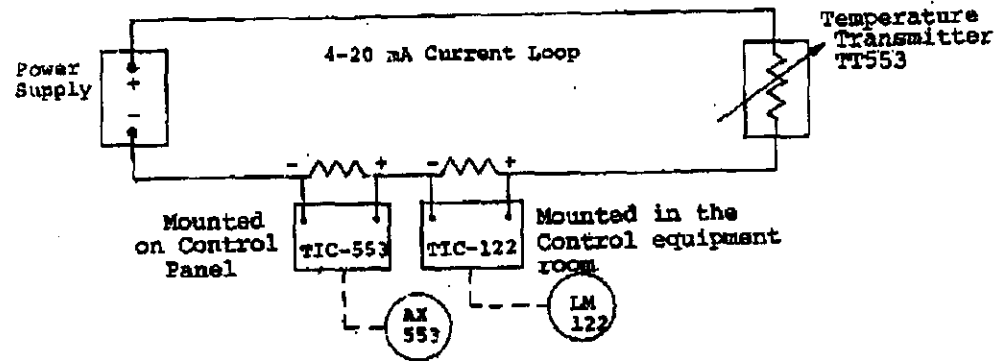 Temperature
Transmitter
TT553
4-20 mA Current Loop
Power
Supply
+
-
- +
- +
Mounted
on Control
Panel
TIC-553
TIC-122
Mounted in the
Control equipment
room
AX
553
LM
122